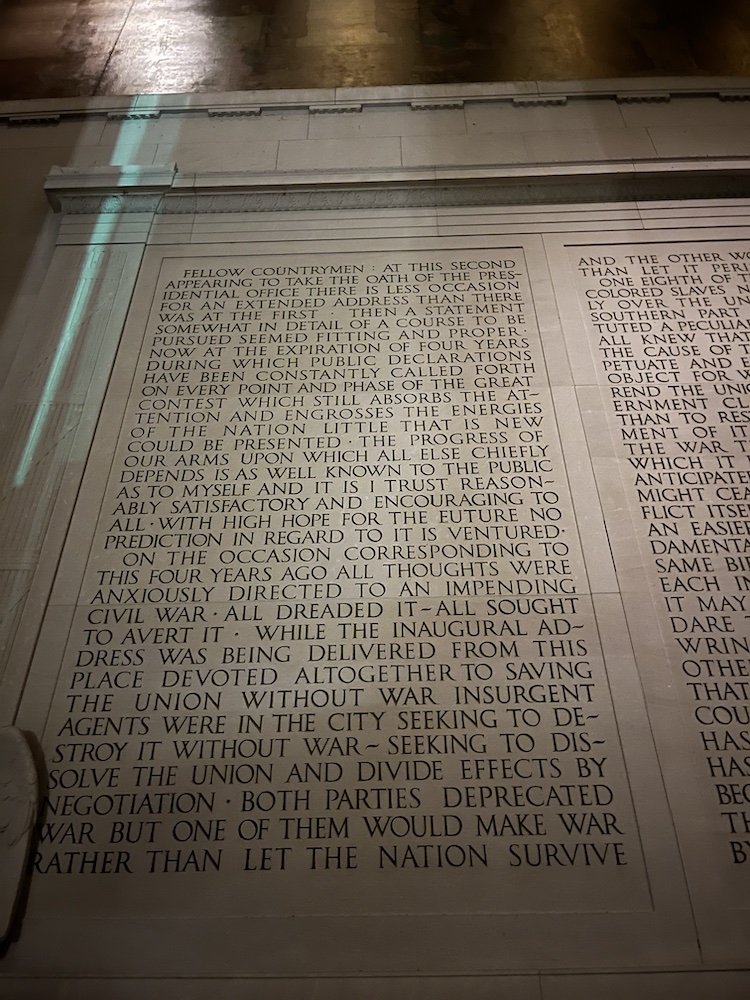 FELLOW COUNTRYMEN : AT THIS SECOND
APPEARING TO TAKE THE OATH OF THE PRES–
IDENTIAL OFFICE THERE IS LESS OCCASION
FOR AN EXTENDED ADDRESS THAN THERE
WAS AT THE FIRST · THEN A STATEMENT
SOMEWHAT IN DETAIL OF A COURSE TO BE
PURSUED SEEMED FITTING AND PROPER·
NOW AT THE EXPIRATION OF FOUR YEARS
DURING WHICH PUBLIC DECLARATIONS
HAVE BEEN CONSTANTLY CALLED FORTH
ON EVERY POINT AND PHASE OF THE GREAT
CONTEST WHICH STILL ABSORBS THE AT–
TENTION AND ENGROSSES THE ENERGIES
OF THE NATION LITTLE THAT IS NEW
COULD BE PRESENTED · THE PROGRESS OF
OUR ARMS UPON WHICH ALL ELSE CHIEFLY
DEPENDS IS AS WELL KNOWN TO THE PUBLIC
AS TO MYSELF AND IT IS I TRUST REASON–
ABLY SATISFACTORY AND ENCOURAGING TO
ALL · WITH HIGH HOPE FOR THE FUTURE NO
PREDICTION IN REGARD TO IT IS VENTURED·
ON THE OCCASION CORRESPONDING TO
THIS FOUR YEARS AGO ALL THOUGHTS WERE
ANXIOUSLY DIRECTED TO AN IMPENDING
CIVIL WAR · ALL DREADED IT ~ ALL SOUGHT
TO AVERT IT · WHILE THE INAUGURAL AD–
DRESS WAS BEING DELIVERED FROM THIS
PLACE DEVOTED ALTOGETHER TO SAVING
THE UNION WITHOUT WAR INSURGENT
AGENTS WERE IN THE CITY SEEKING TO DE–
STROY IT WITHOUT WAR ~ SEEKING TO DIS–
SOLVE THE UNION AND DIVIDE EFFECTS BY
NEGOTIATION · BOTH PARTIES DEPRECATED
WAR BUT ONE OF THEM WOULD MAKE WAR
RATHER THAN LET THE NATION SURVIVE
AND THE OTHER WO
THAN LET IT PERI
ONE EIGHTH OF T
COLORED SLAVES N
LY OVER THE UN
SOUTHERN PART
TUTED A PECULIA
ALL KNEW THAT
THE CAUSE OF T
PETUATE AND
OBJECT FOR W
REND THE UNIO
ERNMENT CL
THAN TO RES
MENT OF IT
THE WAR T
WHICH IT
ANTICIPATE
MIGHT CEA
FLICT ITSE
AN EASIER
DAMENTA
SAME BIB
EACH IN
IT MAY
DARE
WRIN
OTHE
THAT
COU
HAS
HAS
BEC
TH
BY